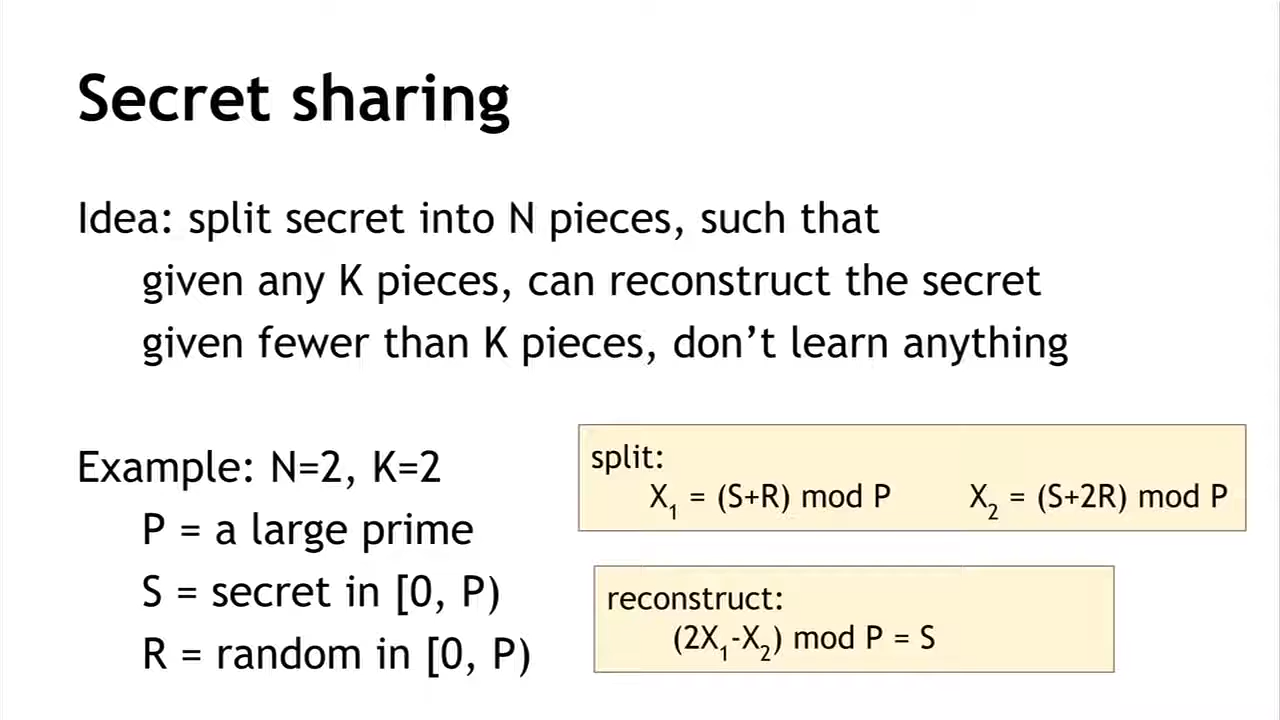 Secret sharing
Idea: split secret into N pieces, such that
given any K pieces, can reconstruct the secret
given fewer than K pieces, don’t learn anything
Example: N=2, K=2
P = a large prime
S = secret in [0, P)
R = random in [0, P)
split:
X₁ = (S+R) mod P X₂ = (S+2R) mod P
reconstruct:
(2X₁-X₂) mod P = S